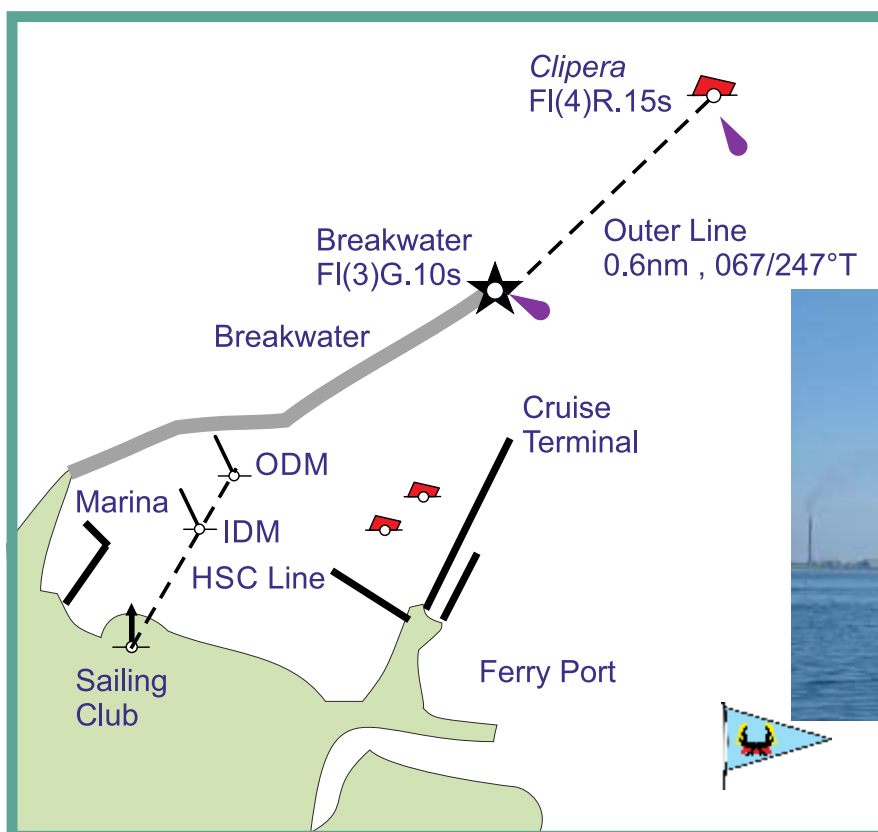 Clipera
Fl(4)R.15s
Breakwater
Fl(3)G.10s
Outer Line
0.6nm , 067/247°T
Breakwater
Cruise
Terminal
ODM
Marina
IDM
HSC Line
Sailing
Club
Ferry Port